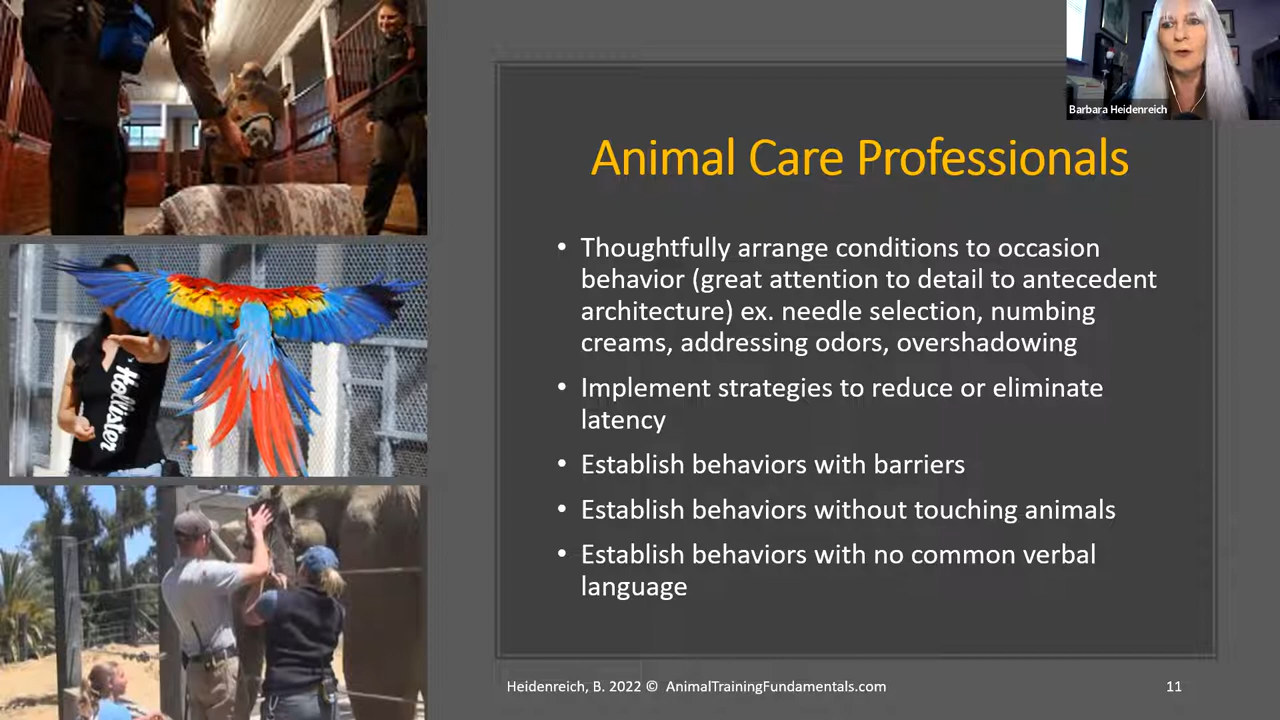 Barbara Heidenreich
Animal Care Professionals
• Thoughtfully arrange conditions to occasion
behavior (great attention to detail to antecedent
architecture) ex. needle selection, numbing
creams, addressing odors, overshadowing
• Implement strategies to reduce or eliminate
latency
• Establish behaviors with barriers
• Establish behaviors without touching animals
• Establish behaviors with no common verbal
language
Hollister
Heidenreich, B. 2022 © AnimalTrainingFundamentals.com
11